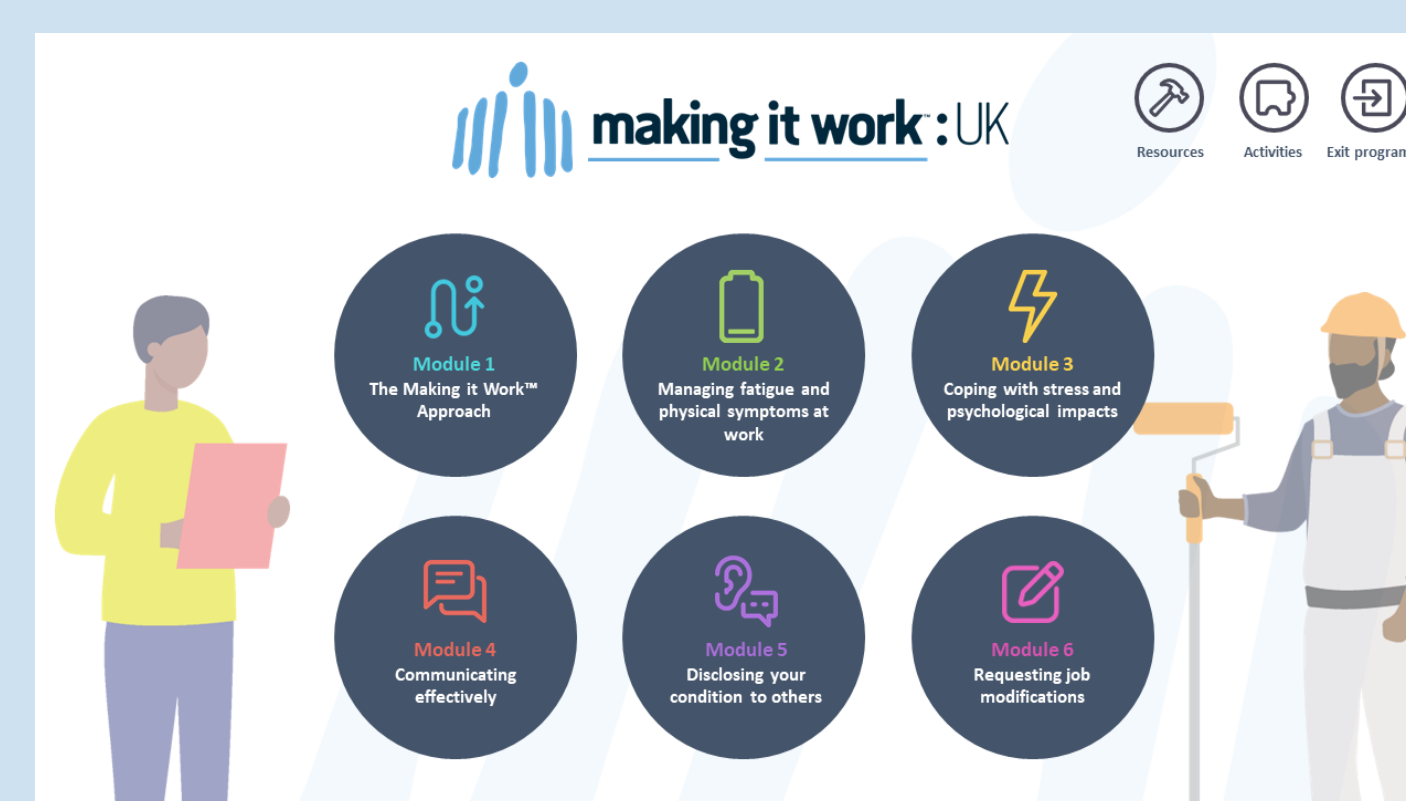 making it work™: UK
Resources
Activities
Exit program
Module 1
The Making it Work™
Approach
Module 2
Managing fatigue and
physical symptoms at
work
Module 3
Coping with stress and
psychological impacts
Module 4
Communicating
effectively
Module 5
Disclosing your
condition to others
Module 6
Requesting job
modifications